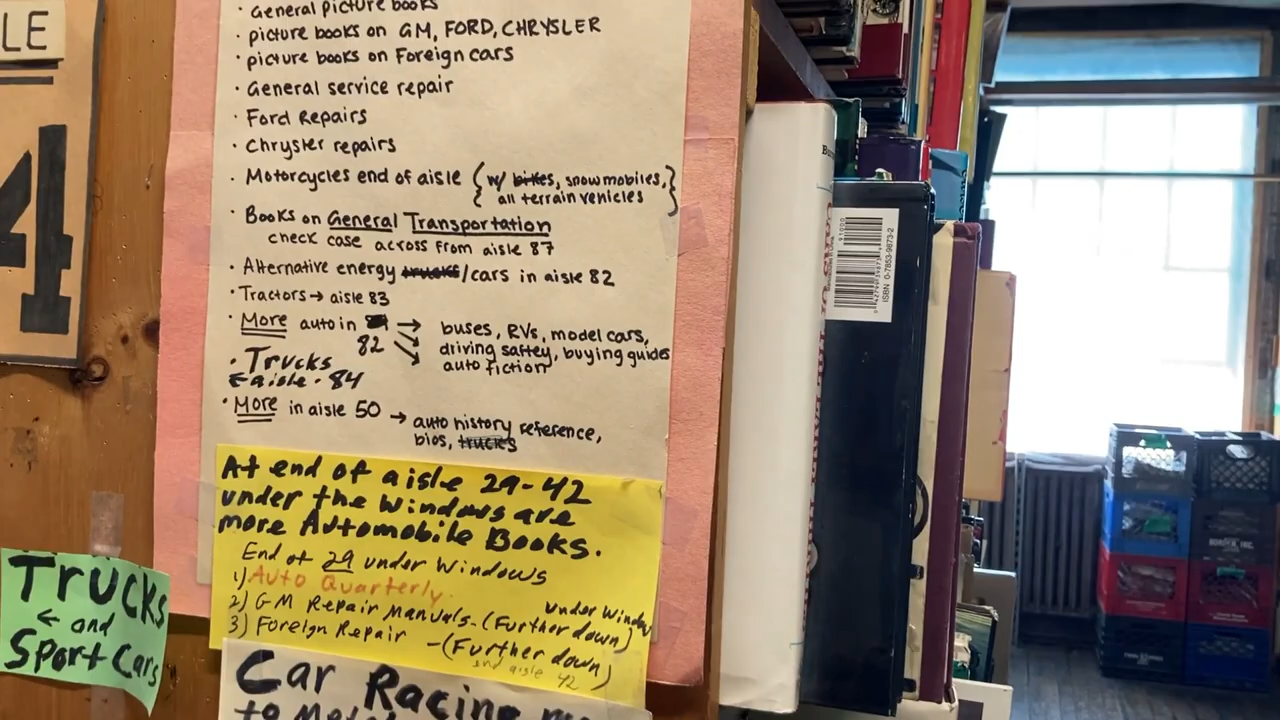 LE
4
• General picture books
• picture books on GM, FORD, CHRYSLER
• picture books on Foreign cars
• General service repair
• Ford Repairs
• Chrysler repairs
• Motorcycles end of aisle { w/ bikes, snowmobiles,
all terrain vehicles }
• Books on General Transportation
check case across from aisle 87
• Alternative energy trucks/cars in aisle 82
• Tractors → aisle 83
• More auto in → buses, RVs, model cars,
82 driving saftey, buying guides
auto fiction
• Trucks
← aisle • 84
• More in aisle 50 → auto history reference,
bios, trucks
At end of aisle 29-42
under the windows are
more Automobile Books.
End of 29 under windows
1) Auto Quarterly.
2) GM Repair Manuals - (Further down) under window
3) Foreign Repair - (Further down)
end aisle 42
Trucks
← and
Sport Cars
Car Racing
ISBN 0-7853-9673-2